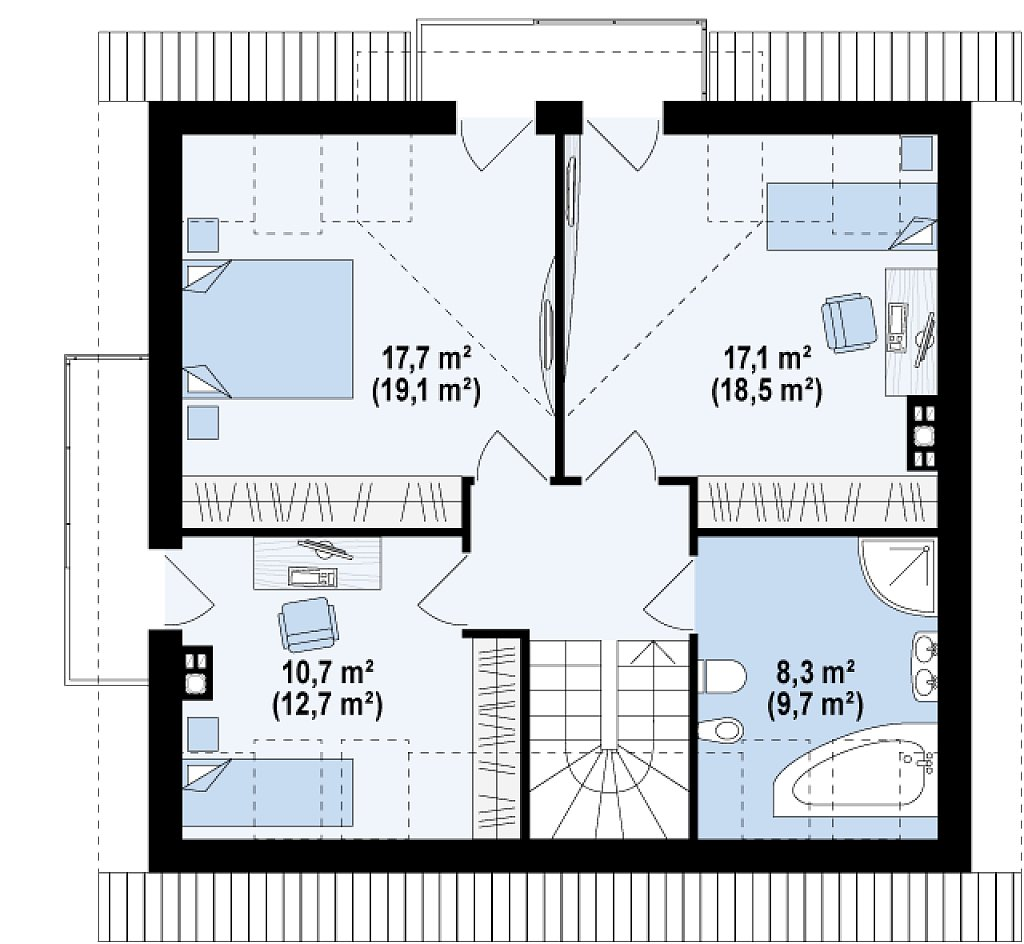 17,7 m²
(19,1 m²)
17,1 m²
(18,5 m²)
10,7 m²
(12,7 m²)
8,3 m²
(9,7 m²)